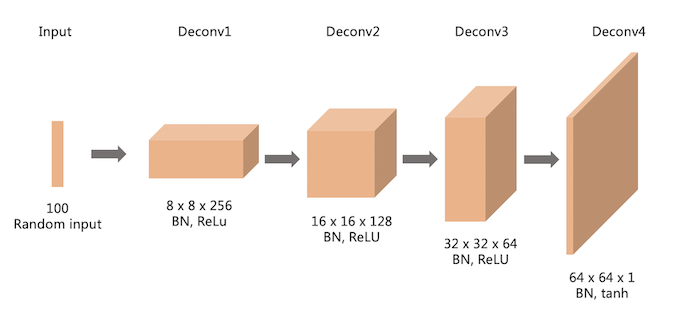 Input
Deconv1
Deconv2
Deconv3
Deconv4
100
Random input
8 x 8 x 256
BN, ReLu
16 x 16 x 128
BN, ReLU
32 x 32 x 64
BN, ReLU
64 x 64 x 1
BN, tanh